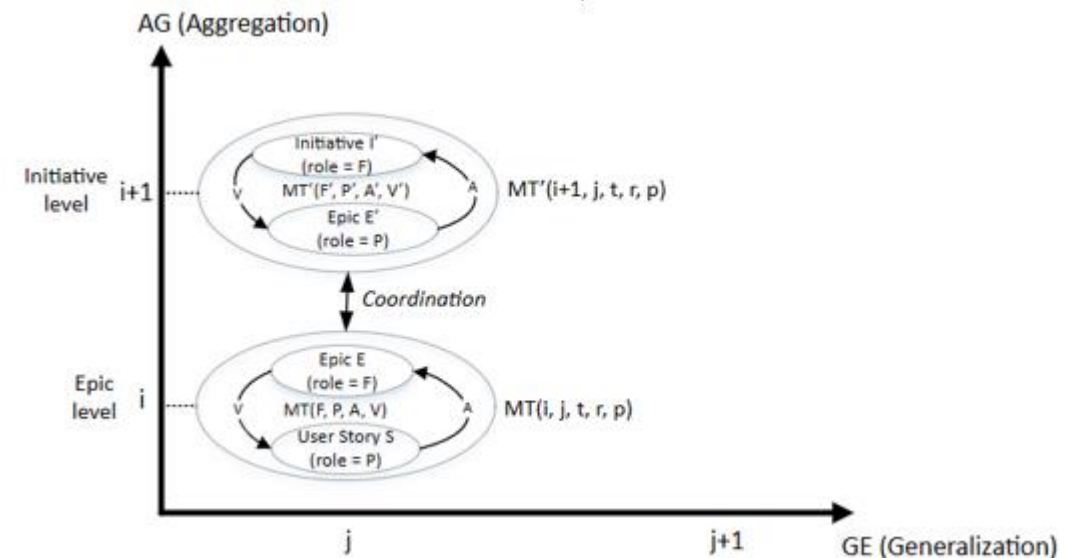 AG (Aggregation)
Initiative I'
(role = F)
Initiative
level
i+1
V
MT'(F', P', A', V')
A
MT'(i+1, j, t, r, p)
Epic E'
(role = P)
Coordination
Epic E
(role = F)
Epic
level
i
V
MT(F, P, A, V)
A
MT(i, j, t, r, p)
User Story S
(role = P)
j
j+1
GE (Generalization)